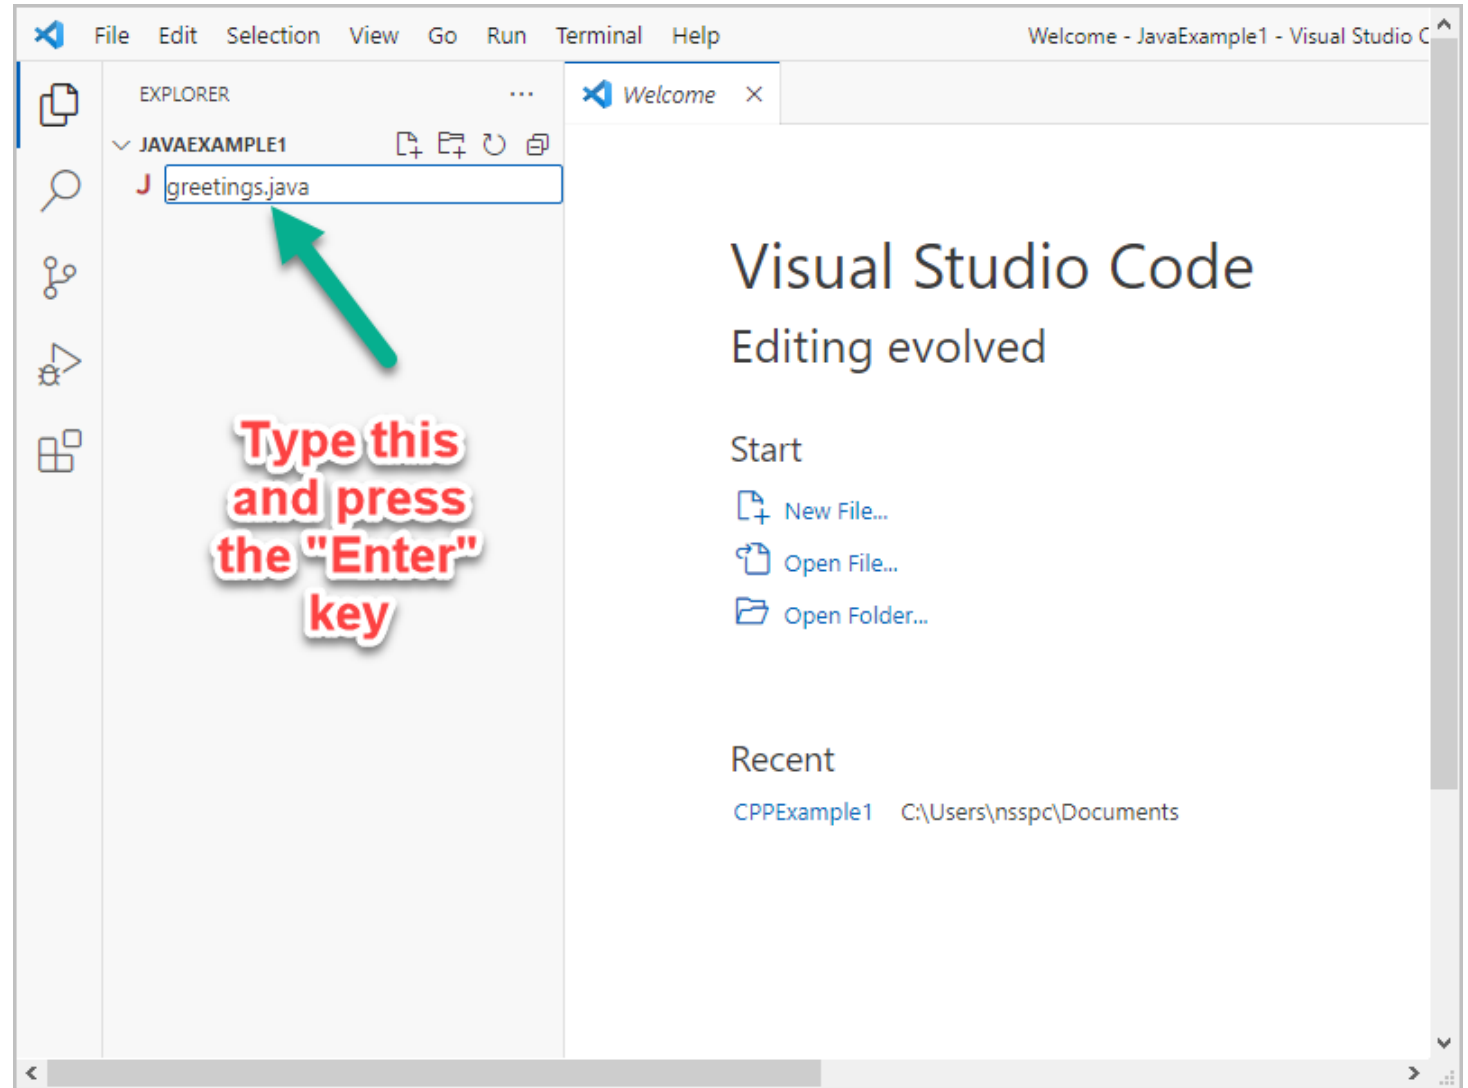 File Edit Selection View Go Run Terminal Help Welcome - JavaExample1 - Visual Studio C
EXPLORER ...
JAVAEXAMPLE1
J greetings.java
Type this
and press
the "Enter"
key
Welcome
Visual Studio Code
Editing evolved
Start
New File...
Open File...
Open Folder...
Recent
CPPExample1 C:\Users\nsspc\Documents